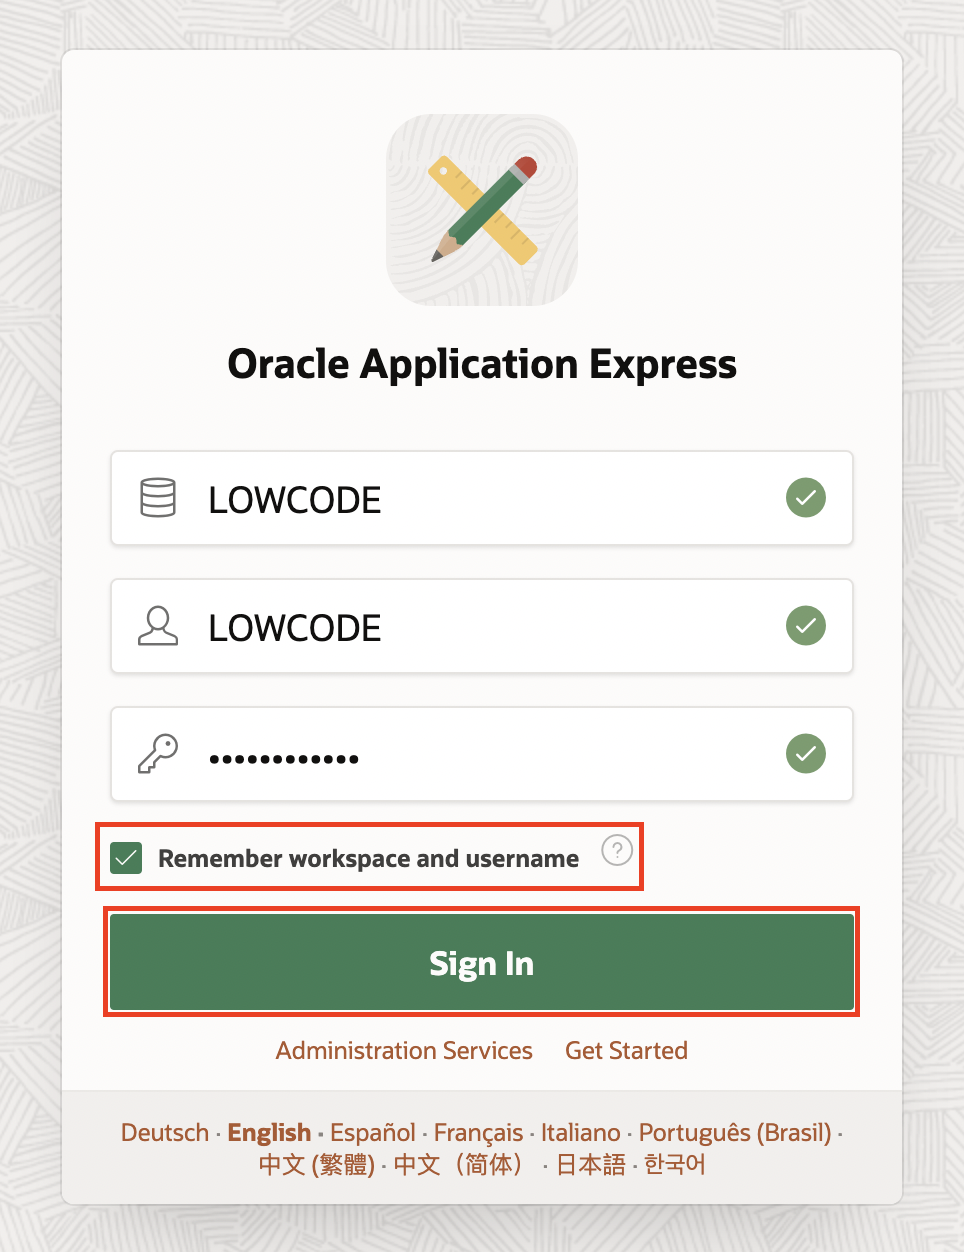 Oracle Application Express
LOWCODE
LOWCODE
••••••••••••
Remember workspace and username ?
Sign In
Administration Services Get Started
Deutsch · English · Español · Français · Italiano · Português (Brasil) ·
中文 (繁體) · 中文（简体） · 日本語 · 한국어